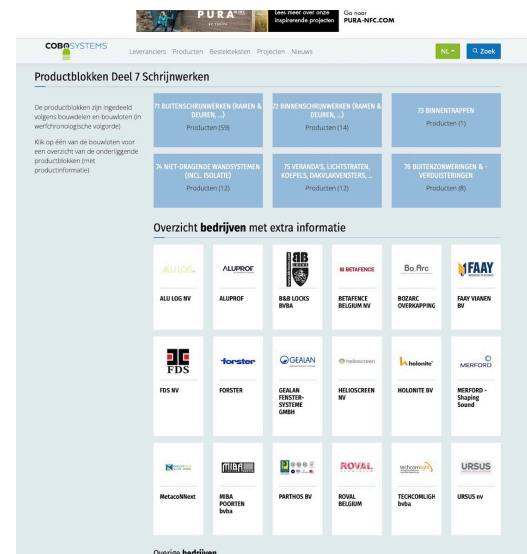 PURA
BY PARTHOS
Lees meer over onze
inspirerende projecten
Ga naar
PURA-NFC.COM
COBOSYSTEMS
Leveranciers Producten Bestekteksten Projecten Nieuws
NL
Zoek
Productblokken Deel 7 Schrijnwerken
De productblokken zijn ingedeeld
volgens bouwdelen en bouwloten (in
werfchronologische volgorde)
Klik op één van de bouwloten voor
een overzicht van de onderliggende
productblokken (met
productinformatie)
71 BUITENSCHRIJNWERKEN (RAMEN &
DEUREN, ...)
Producten (59)
72 BINNENSCHRIJNWERKEN (RAMEN &
DEUREN, ...)
Producten (14)
73 BINNENTRAPPEN
Producten (1)
74 NIET-DRAGENDE WANDSYSTEMEN
(INCL. ISOLATIE)
Producten (12)
75 VERANDA'S, LICHTSTRATEN,
KOEPELS, DAKVLAKVENSTERS, ...
Producten (12)
76 BUITENZONWERINGEN & -
VERDUISTERINGEN
Producten (8)
Overzicht bedrijven met extra informatie
ALU LOG.
ALU LOG NV
ALUPROF
ALUPROF
BB
LOCKS
B&B LOCKS
BVBA
BETAFENCE
BETAFENCE
BELGIUM NV
Bo.Arc
BOZARC
OVERKAPPING
FAAY
FAAY VIANEN
BV
FDS
FDS NV
forster
FORSTER
GEALAN
GEALAN
FENSTER-
SYSTEME
GMBH
helioscreen
HELIOSCREEN
NV
holonite
HOLONITE BV
MERFORD
MERFORD -
Shaping
Sound
MetacoNNext
MIBA
MIBA
POORTEN
bvba
PARTHOS BV
ROVAL
ROVAL
BELGIUM
techcomlight
TECHCOMLIGH
bvba
URSUS
URSUS nv
Overige bedrijven